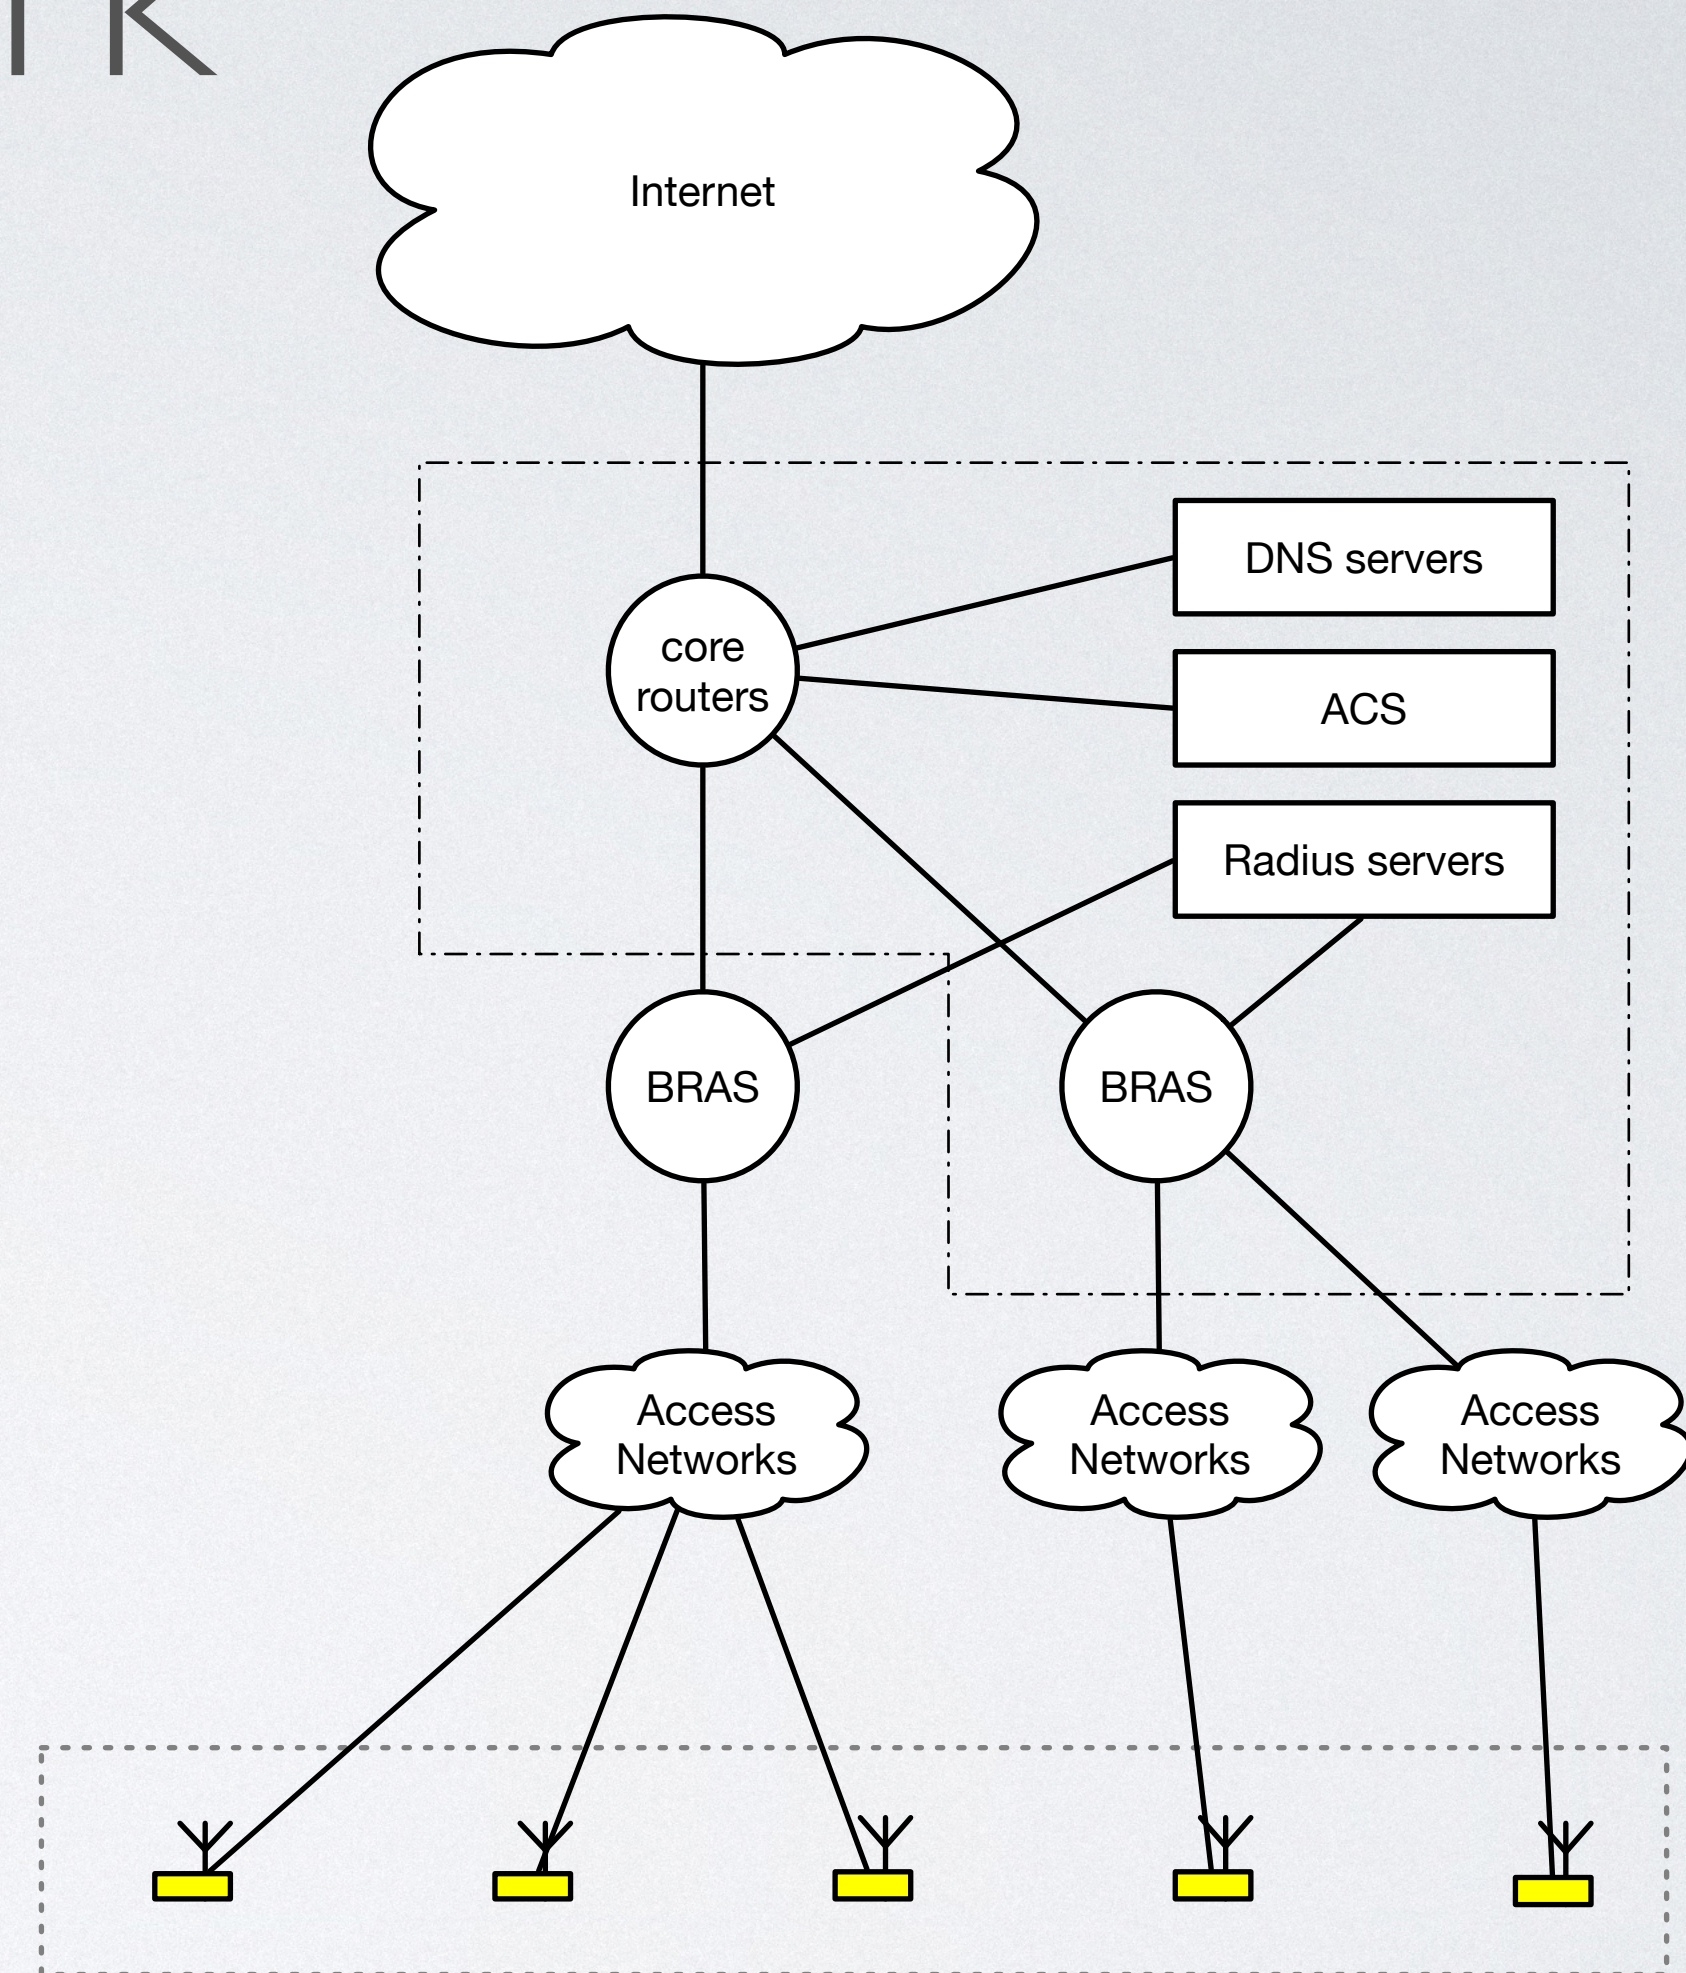 Internet
DNS servers
core
routers
ACS
Radius servers
BRAS
BRAS
Access
Networks
Access
Networks
Access
Networks